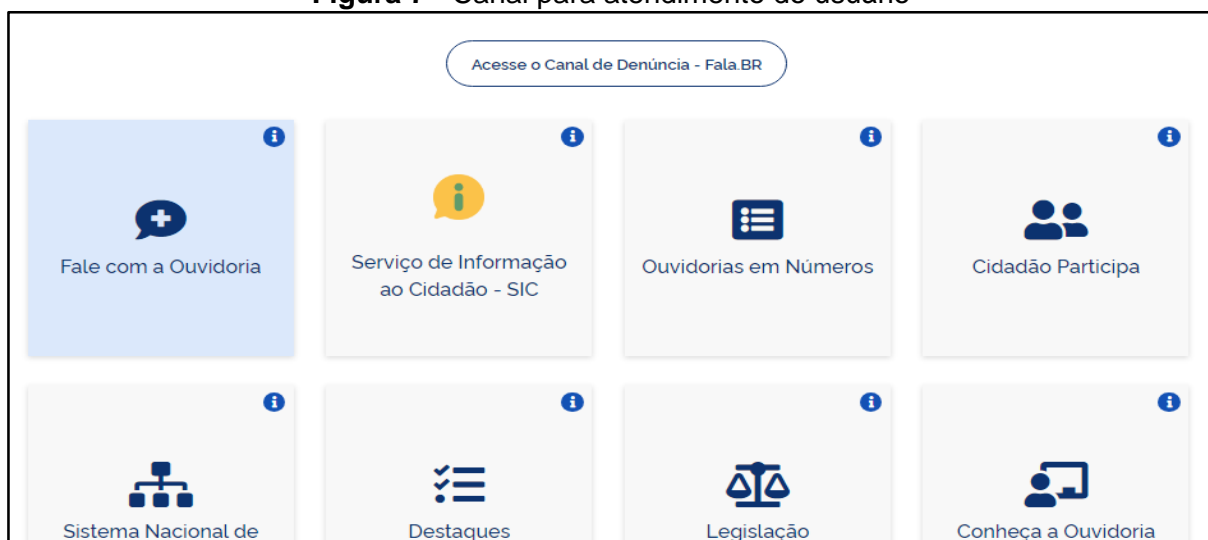 Acesse o Canal de Denúncia - Fala.BR
Fale com a Ouvidoria
Serviço de Informação
ao Cidadão - SIC
Ouvidorias em Números
Cidadão Participa
Sistema Nacional de
Destaques
Legislação
Conheça a Ouvidoria